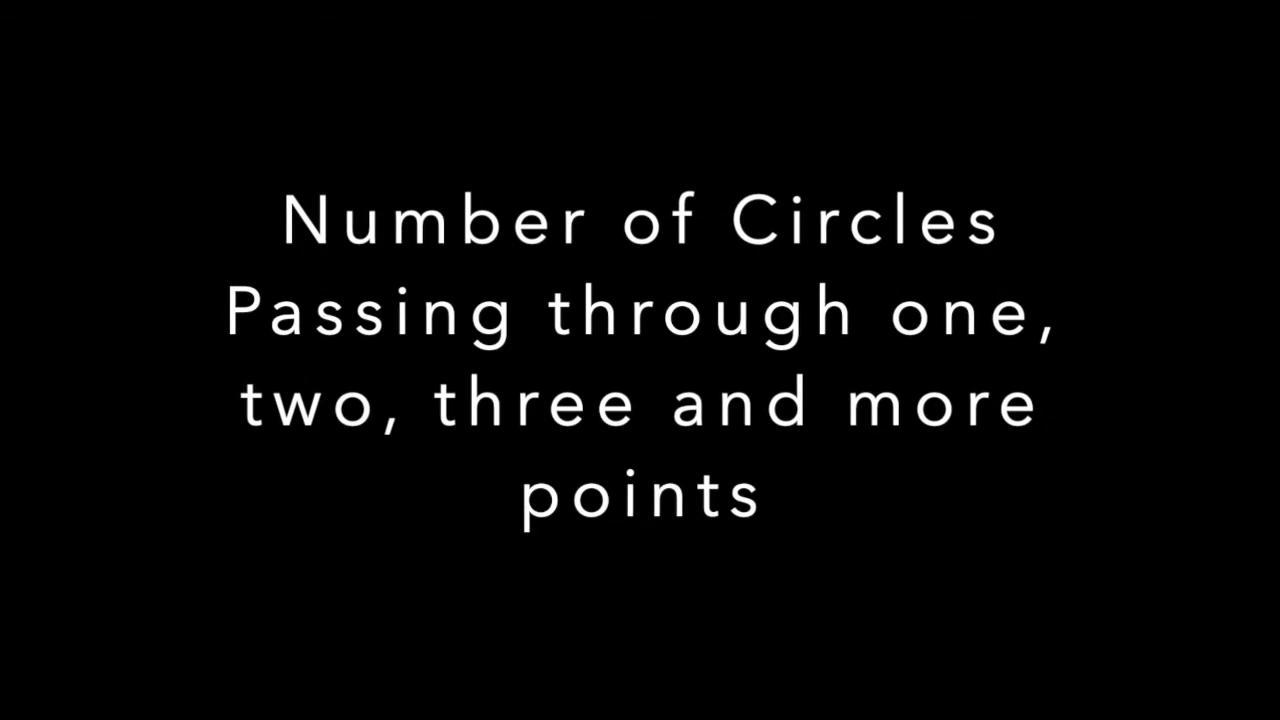 Number of Circles
Passing through one,
two, three and more
points